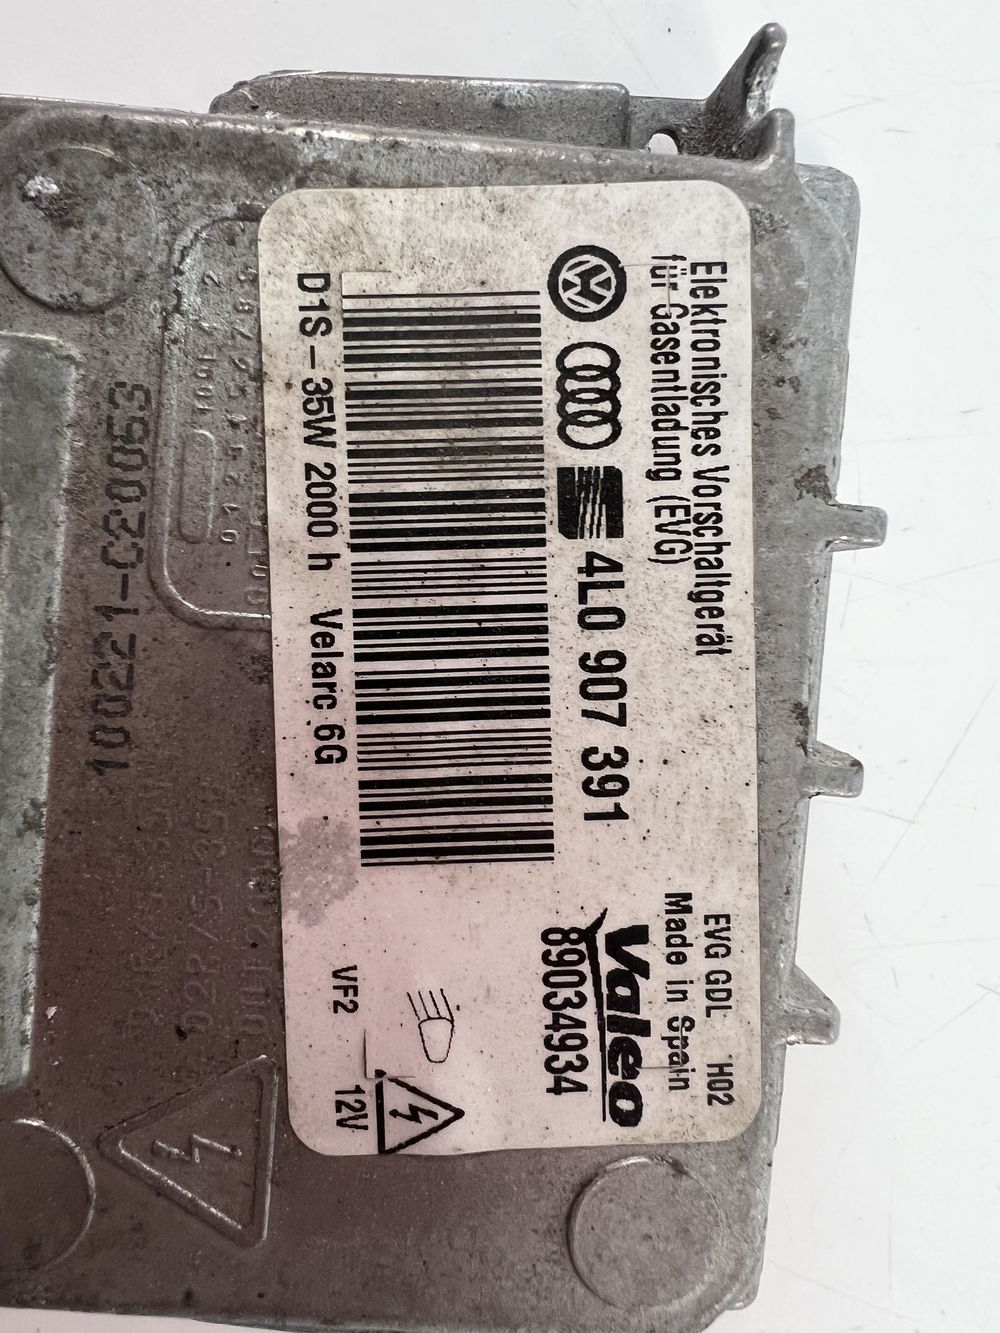 Elektronisches Vorschaltgerät
für Gasentladung (EVG)
EVG GDL H02
Made in Spain
4L0 907 391
Valeo
89034934
D1S - 35W 2000 h Velarc 6G
VF2
12V
100221-C20063